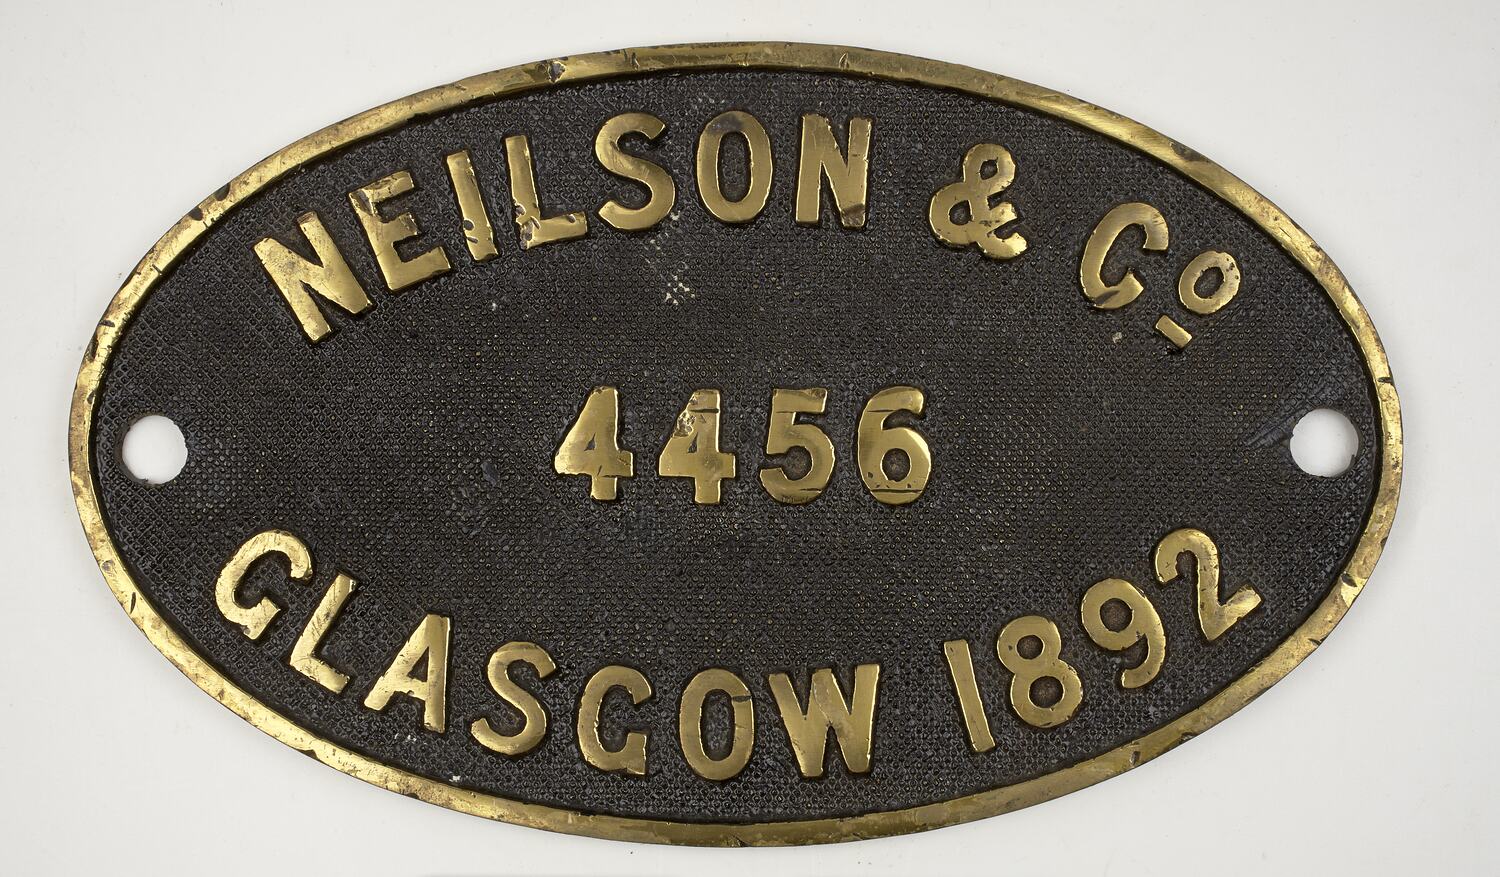 NEILSON & Cº
4456
GLASGOW 1892